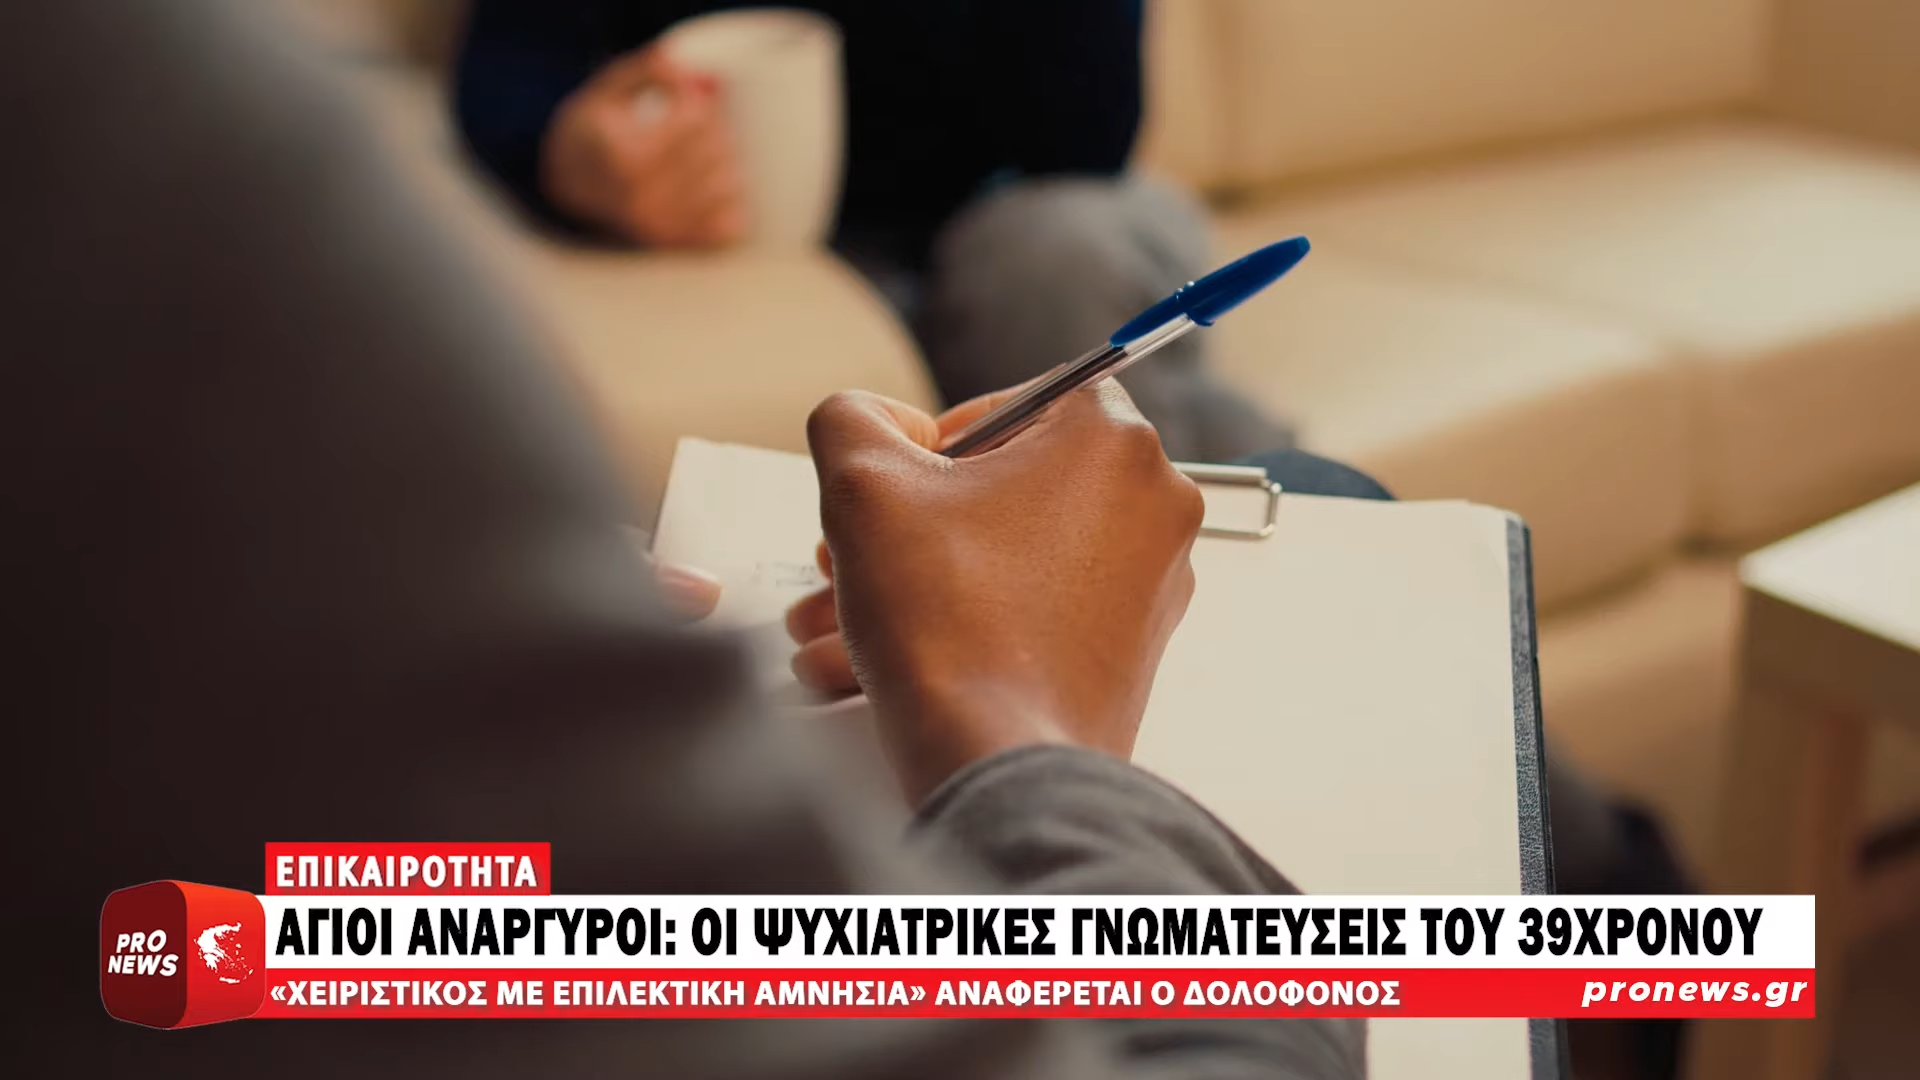 ΕΠΙΚΑΙΡΟΤΗΤΑ
PRO
NEWS
ΑΓΙΟΙ ΑΝΑΡΓΥΡΟΙ: ΟΙ ΨΥΧΙΑΤΡΙΚΕΣ ΓΝΩΜΑΤΕΥΣΕΙΣ ΤΟΥ 39ΧΡΟΝΟΥ
«ΧΕΙΡΙΣΤΙΚΟΣ ΜΕ ΕΠΙΛΕΚΤΙΚΗ ΑΜΝΗΣΙΑ» ΑΝΑΦΕΡΕΤΑΙ Ο ΔΟΛΟΦΟΝΟΣ
pronews.gr